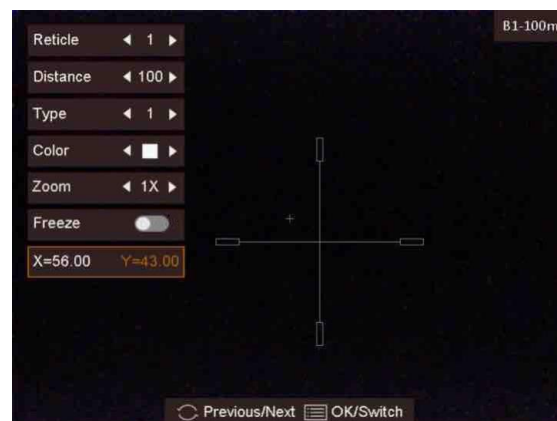 B1-100m
Reticle 1
Distance 100
Type 1
Color
Zoom 1X
Freeze
X=56.00 Y=43.00
Previous/Next OK/Switch